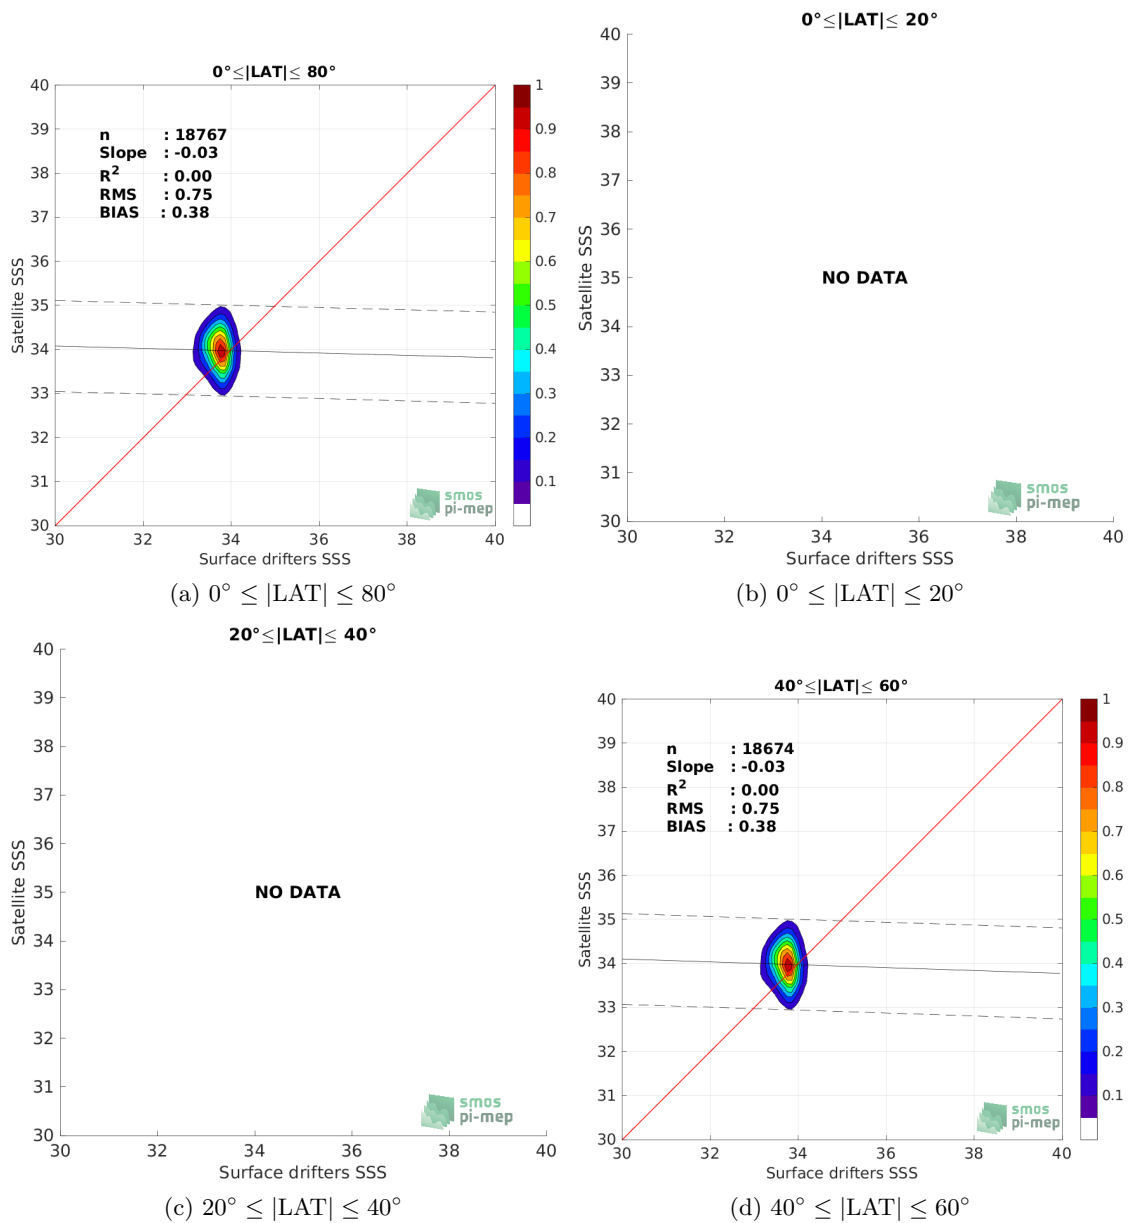 0°≤|LAT|≤ 80°
40
39
38
37
36
35
34
33
32
31
30
Satellite SSS
n : 18767
Slope : -0.03
R² : 0.00
RMS : 0.75
BIAS : 0.38
1
0.9
0.8
0.7
0.6
0.5
0.4
0.3
0.2
0.1
smos
pi-mep
30 32 34 36 38 40
Surface drifters SSS
(a) 0° ≤ |LAT| ≤ 80°
0°≤|LAT|≤ 20°
40
39
38
37
36
35
34
33
32
31
30
Satellite SSS
NO DATA
smos
pi-mep
30 32 34 36 38 40
Surface drifters SSS
(b) 0° ≤ |LAT| ≤ 20°
20°≤|LAT|≤ 40°
40
39
38
37
36
35
34
33
32
31
30
Satellite SSS
NO DATA
smos
pi-mep
30 32 34 36 38 40
Surface drifters SSS
(c) 20° ≤ |LAT| ≤ 40°
40°≤|LAT|≤ 60°
40
39
38
37
36
35
34
33
32
31
30
Satellite SSS
n : 18674
Slope : -0.03
R² : 0.00
RMS : 0.75
BIAS : 0.38
1
0.9
0.8
0.7
0.6
0.5
0.4
0.3
0.2
0.1
smos
pi-mep
30 32 34 36 38 40
Surface drifters SSS
(d) 40° ≤ |LAT| ≤ 60°